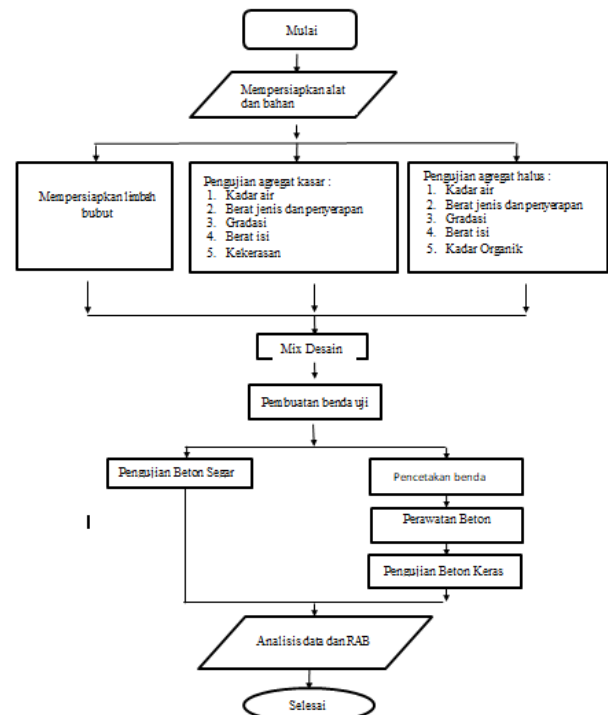 Mulai
Mempersiapkan alat
dan bahan
Mempersiapkan limbah
bubut
Pengujian agregat kasar :
1. Kadar air
2. Berat jenis dan penyerapan
3. Gradasi
4. Berat isi
5. Kekerasan
Pengujian agregat halus :
1. Kadar air
2. Berat jenis dan penyerapan
3. Gradasi
4. Berat isi
5. Kadar Organik
Mix Desain
Pembuatan benda uji
Pengujian Beton Segar
Pencetakan benda
Perawatan Beton
Pengujian Beton Keras
Analisis data dan RAB
Selesai